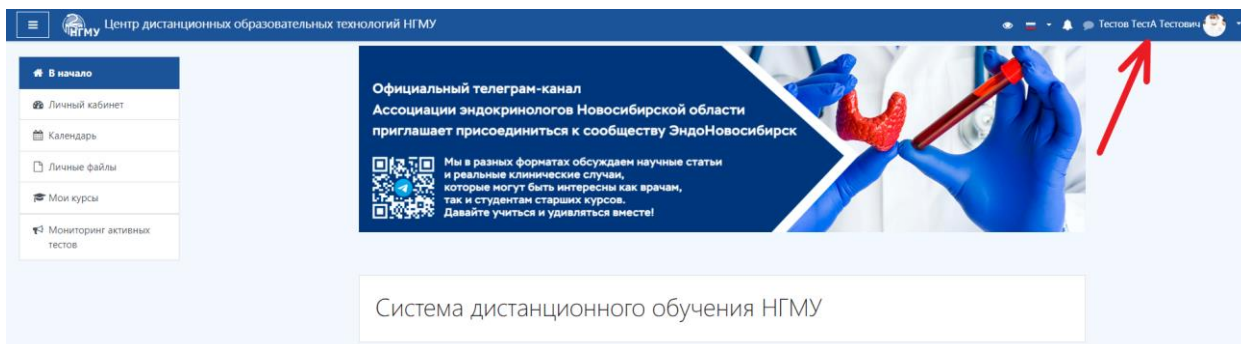 НГМУ
Центр дистанционных образовательных технологий НГМУ
Тестов ТестА Тестович
В начало
Личный кабинет
Календарь
Личные файлы
Мои курсы
Мониторинг активных
тестов
Официальный телеграм-канал
Ассоциации эндокринологов Новосибирской области
приглашает присоединиться к сообществу ЭндоНовосибирск
Мы в разных форматах обсуждаем научные статьи
и реальные клинические случаи,
которые могут быть интересны как врачам,
так и студентам старших курсов.
Давайте учиться и удивляться вместе!
Система дистанционного обучения НГМУ